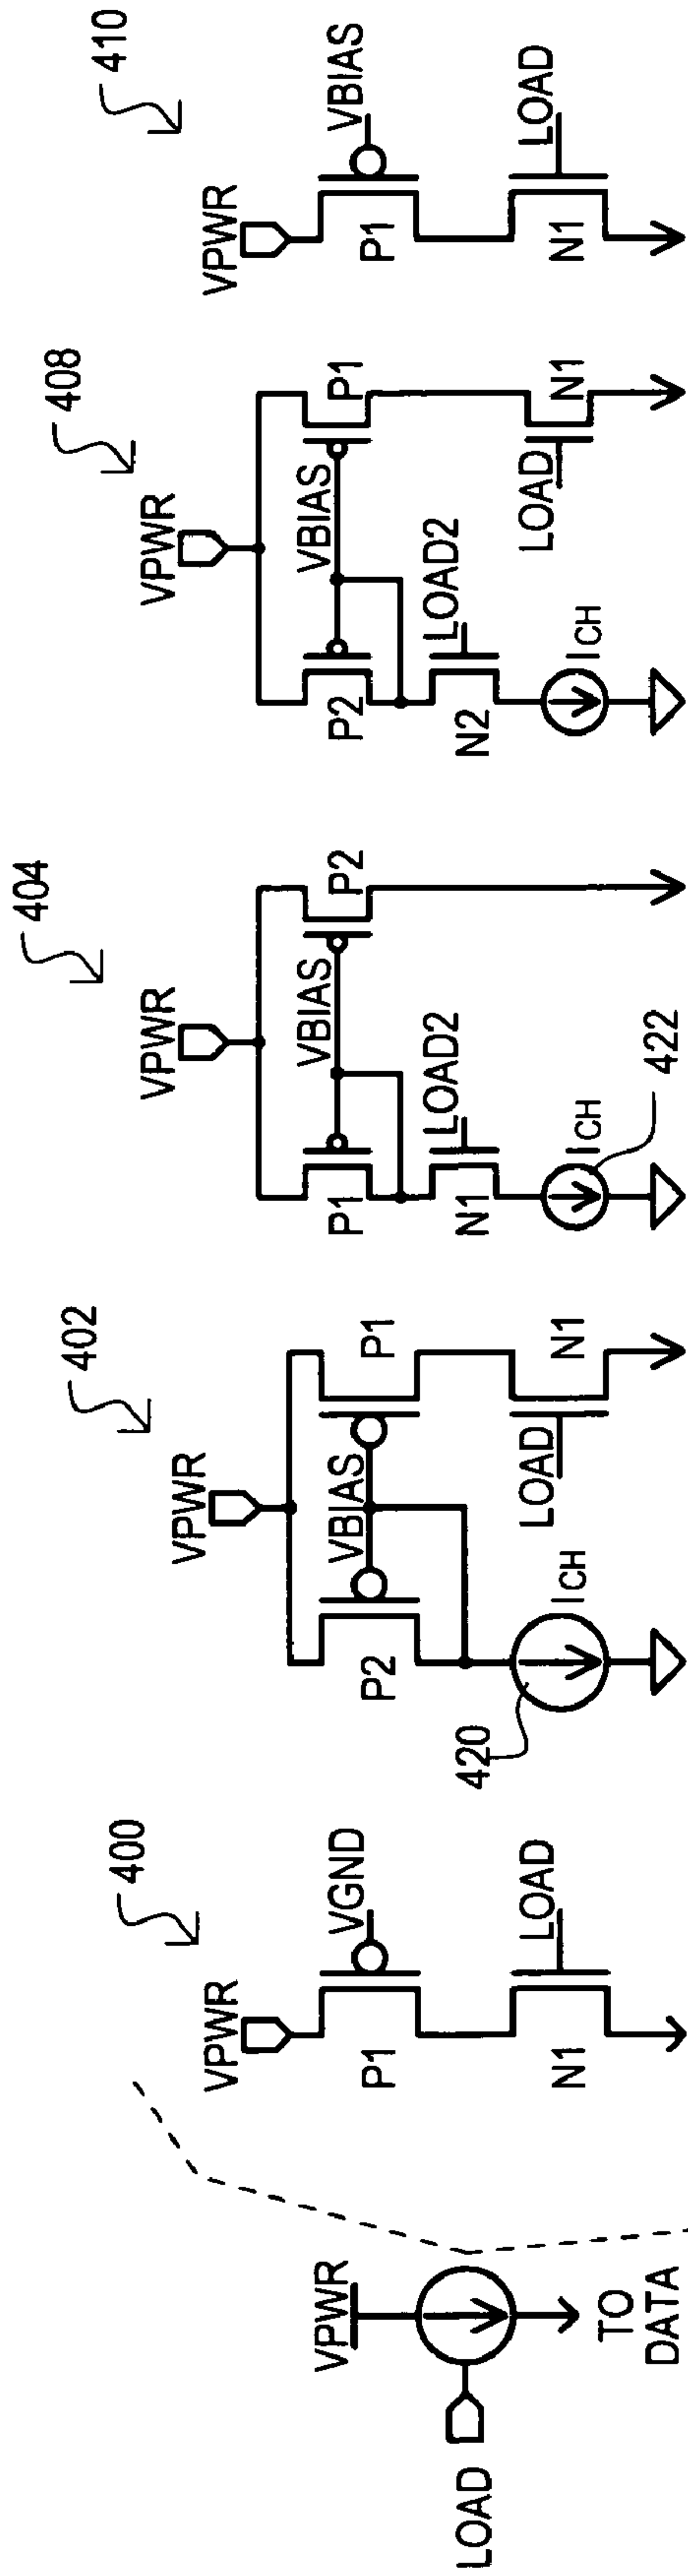 LOAD
VPWR
TO
DATA
400
VPWR
P1
VGND
N1
LOAD
402
VPWR
P2
VBIAS
P1
420
ICH
LOAD
N1
404
VPWR
P1
VBIAS
P2
N1
LOAD2
ICH
422
408
VPWR
P2
VBIAS
P1
N2
LOAD2
ICH
LOAD
N1
410
VPWR
P1
VBIAS
N1
LOAD